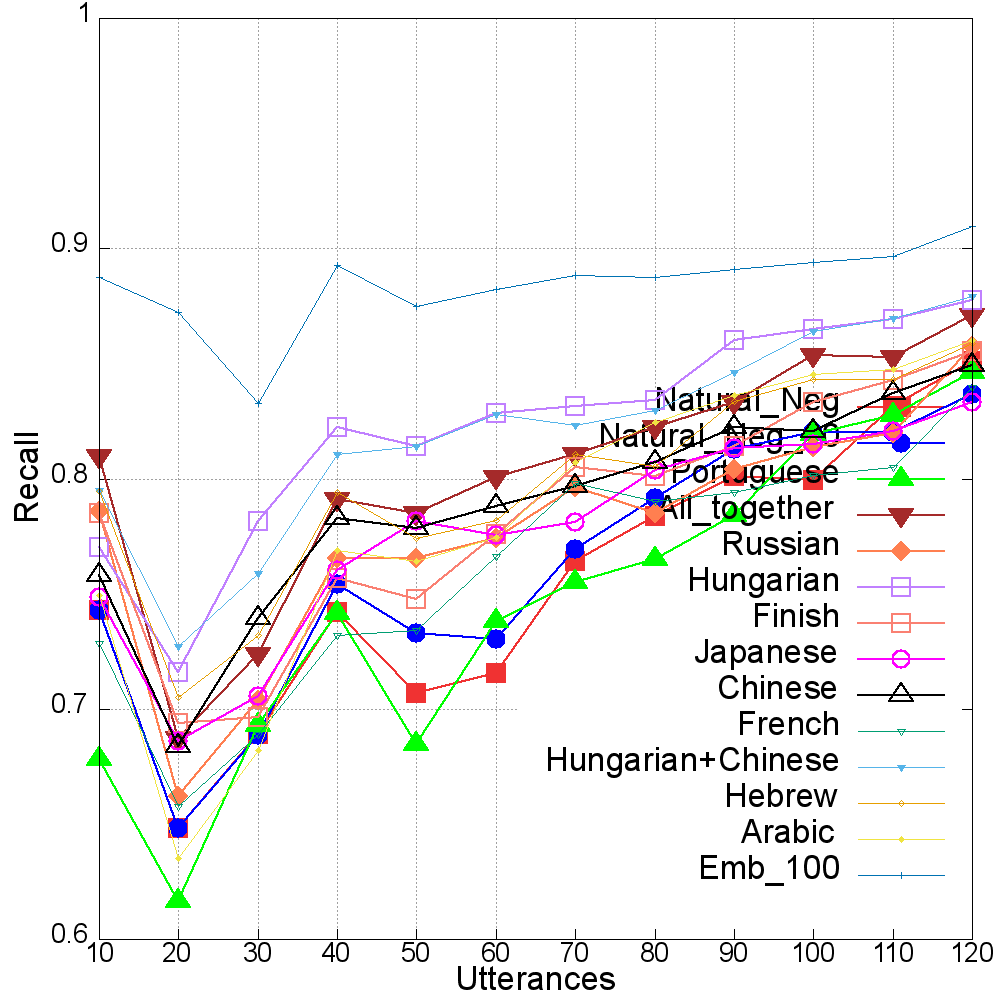 1
0.9
0.8
0.7
0.6
Recall
Natural_Neg
Portuguese
All_together
Russian
Hungarian
Finish
Japanese
Chinese
French
Hungarian+Chinese
Hebrew
Arabic
Emb_100
10 20 30 40 50 60 70 80 90 100 110 120
Utterances